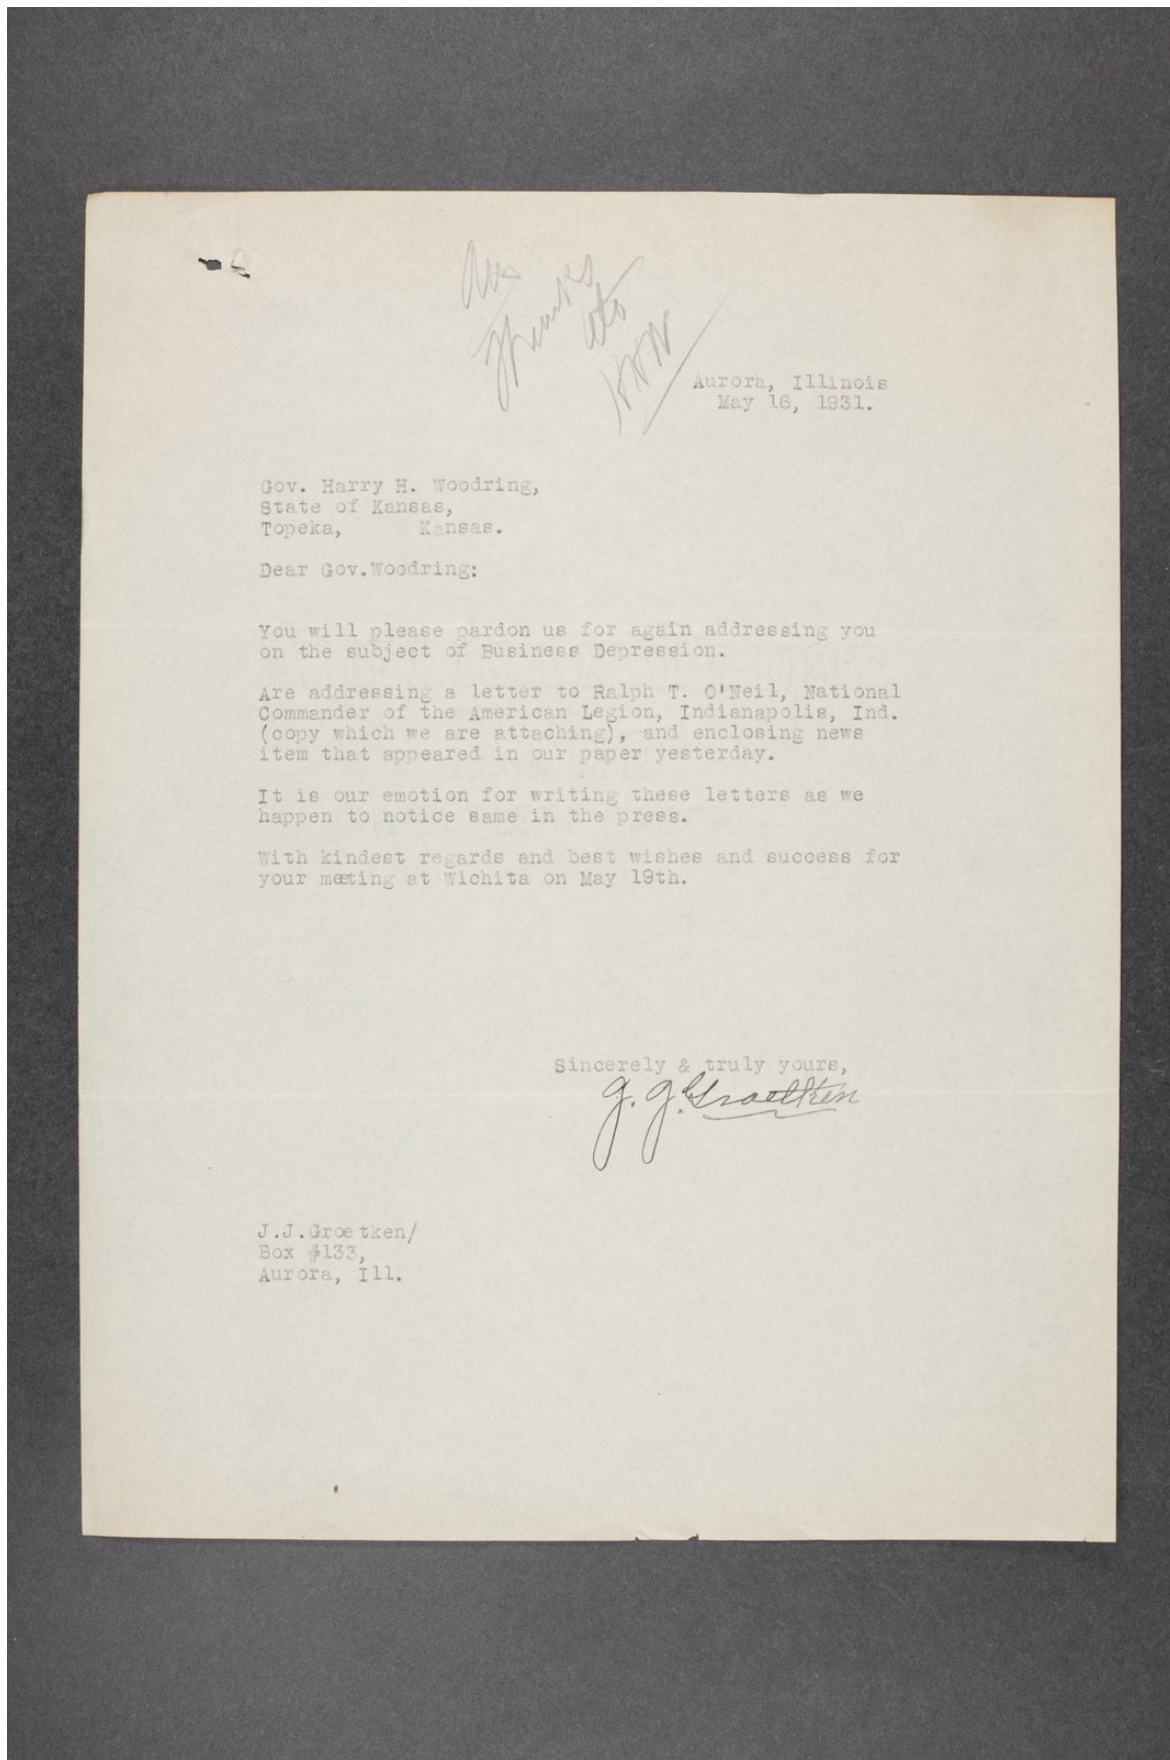 Ans
Thanks
etc
HHW
Aurora, Illinois
May 16, 1931.
Gov. Harry H. Woodring,
State of Kansas,
Topeka, Kansas.
Dear Gov.Woodring:
You will please pardon us for again addressing you
on the subject of Business Depression.
Are addressing a letter to Ralph T. O'Neil, National
Commander of the American Legion, Indianapolis, Ind.
(copy which we are attaching), and enclosing news
item that appeared in our paper yesterday.
It is our emotion for writing these letters as we
happen to notice same in the press.
With kindest regards and best wishes and success for
your meeting at Wichita on May 19th.
Sincerely & truly yours,
J. J. Groetken
J.J.Groetken/
Box #133,
Aurora, Ill.